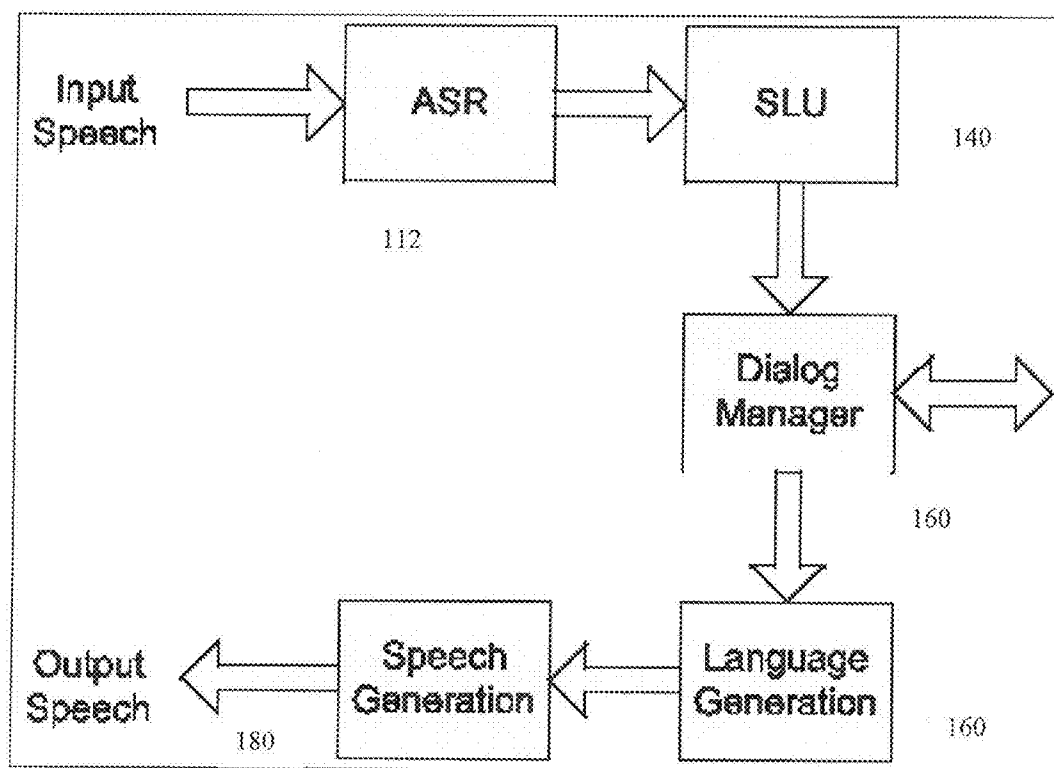 Input
Speech
ASR
SLU
140
112
Dialog
Manager
160
Output
Speech
Speech
Generation
Language
Generation
180
160